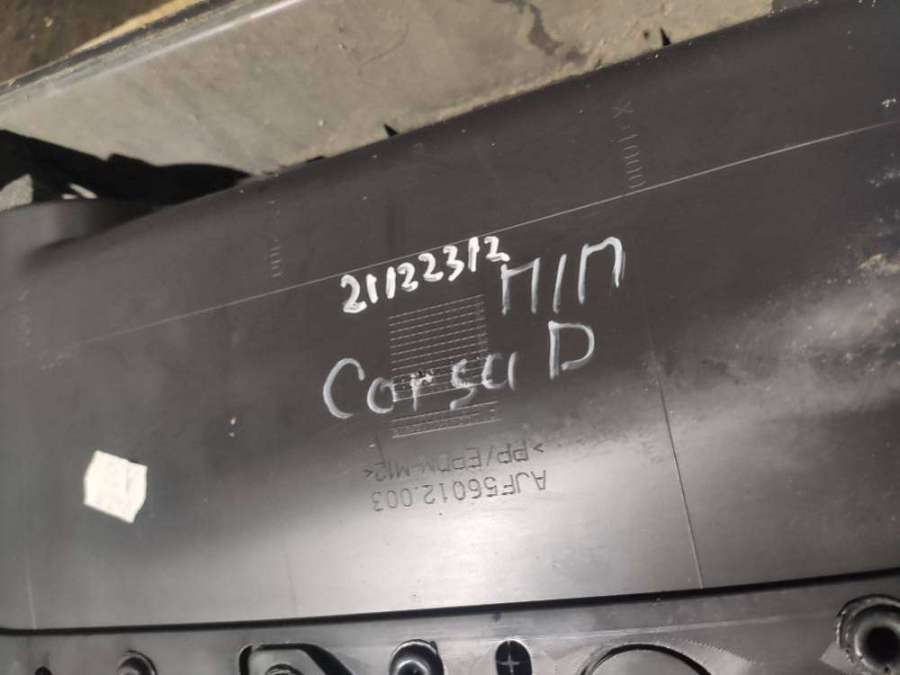 21122312
П/П
Corsa D
>PP/EPDM-M12<
AJF56012.003